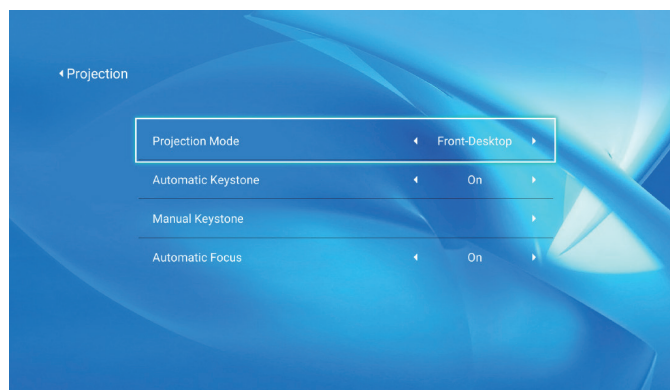 Projection
Projection Mode Front-Desktop
Automatic Keystone On
Manual Keystone
Automatic Focus On